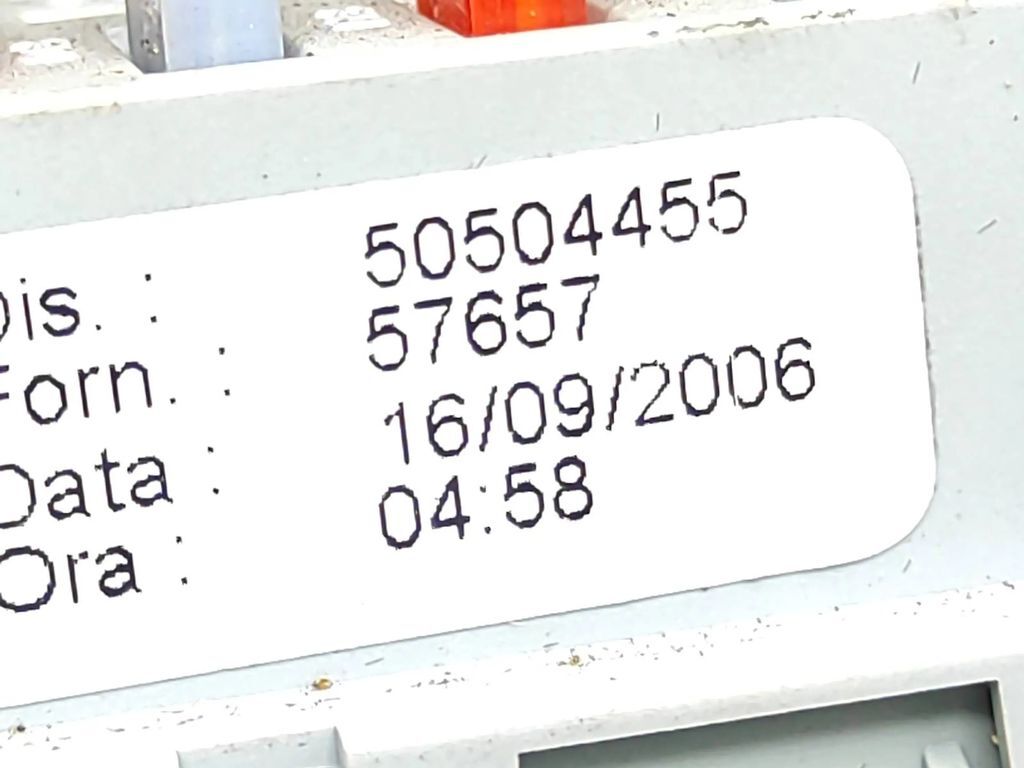 Dis. : 50504455
Forn. : 57657
Data : 16/09/2006
Ora : 04:58